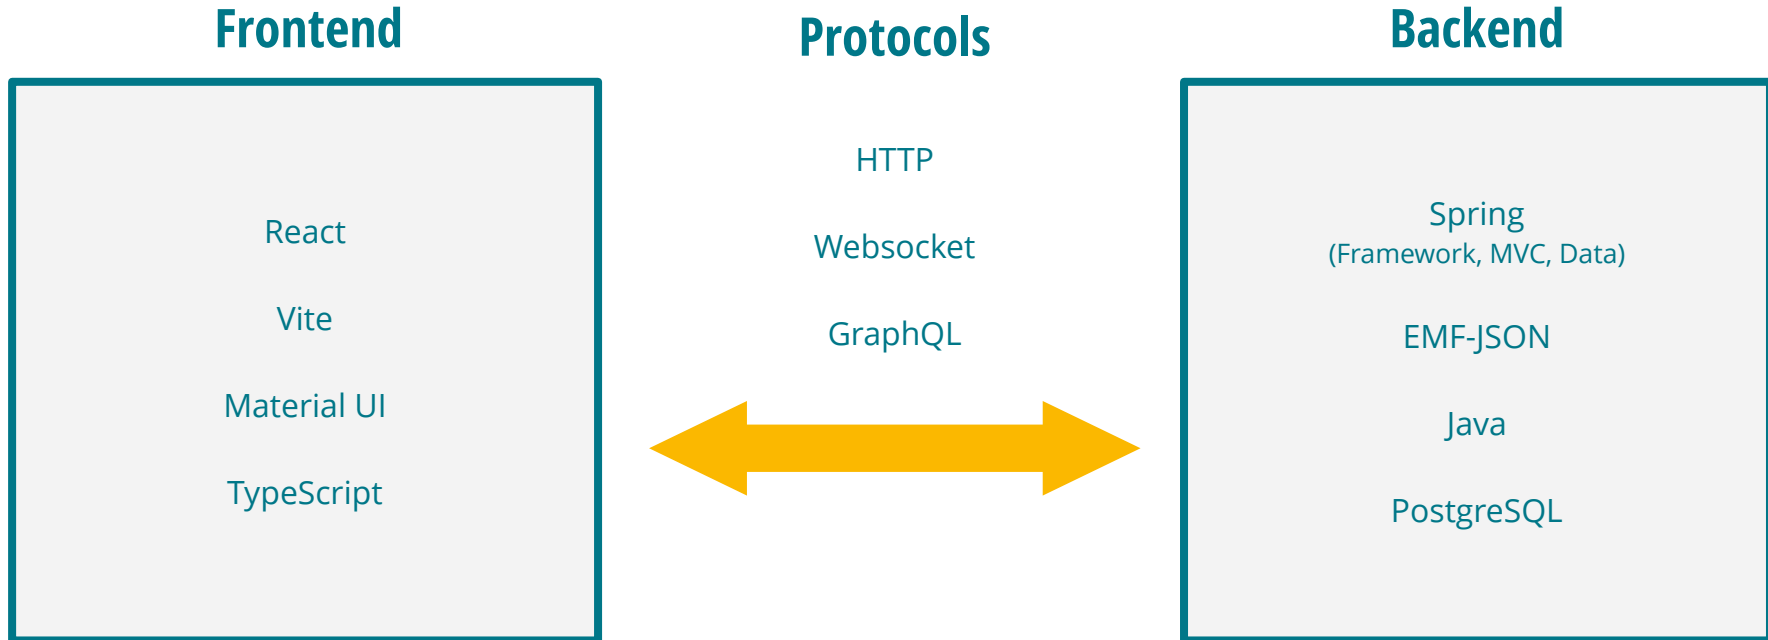 Frontend
React
Vite
Material UI
TypeScript
Protocols
HTTP
Websocket
GraphQL
Backend
Spring
(Framework, MVC, Data)
EMF-JSON
Java
PostgreSQL